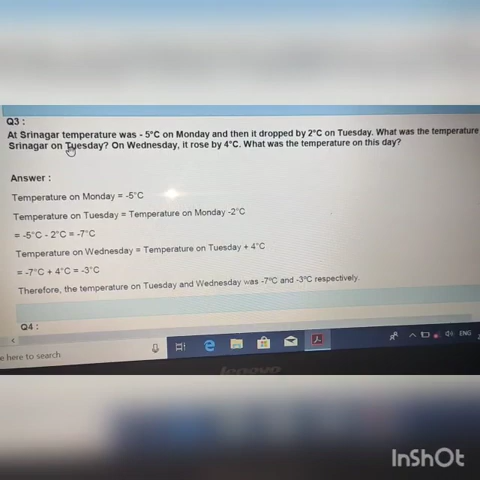 Q3 :
At Srinagar temperature was - 5°C on Monday and then it dropped by 2°C on Tuesday. What was the temperature
Srinagar on Tuesday? On Wednesday, it rose by 4°C. What was the temperature on this day?
Answer :
Temperature on Monday = -5°C
Temperature on Tuesday = Temperature on Monday -2°C
= -5°C - 2°C = -7°C
Temperature on Wednesday = Temperature on Tuesday + 4°C
= -7°C + 4°C = -3°C
Therefore, the temperature on Tuesday and Wednesday was -7°C and -3°C respectively.
Q4 :
e here to search
ENG
lenovo
InShOt